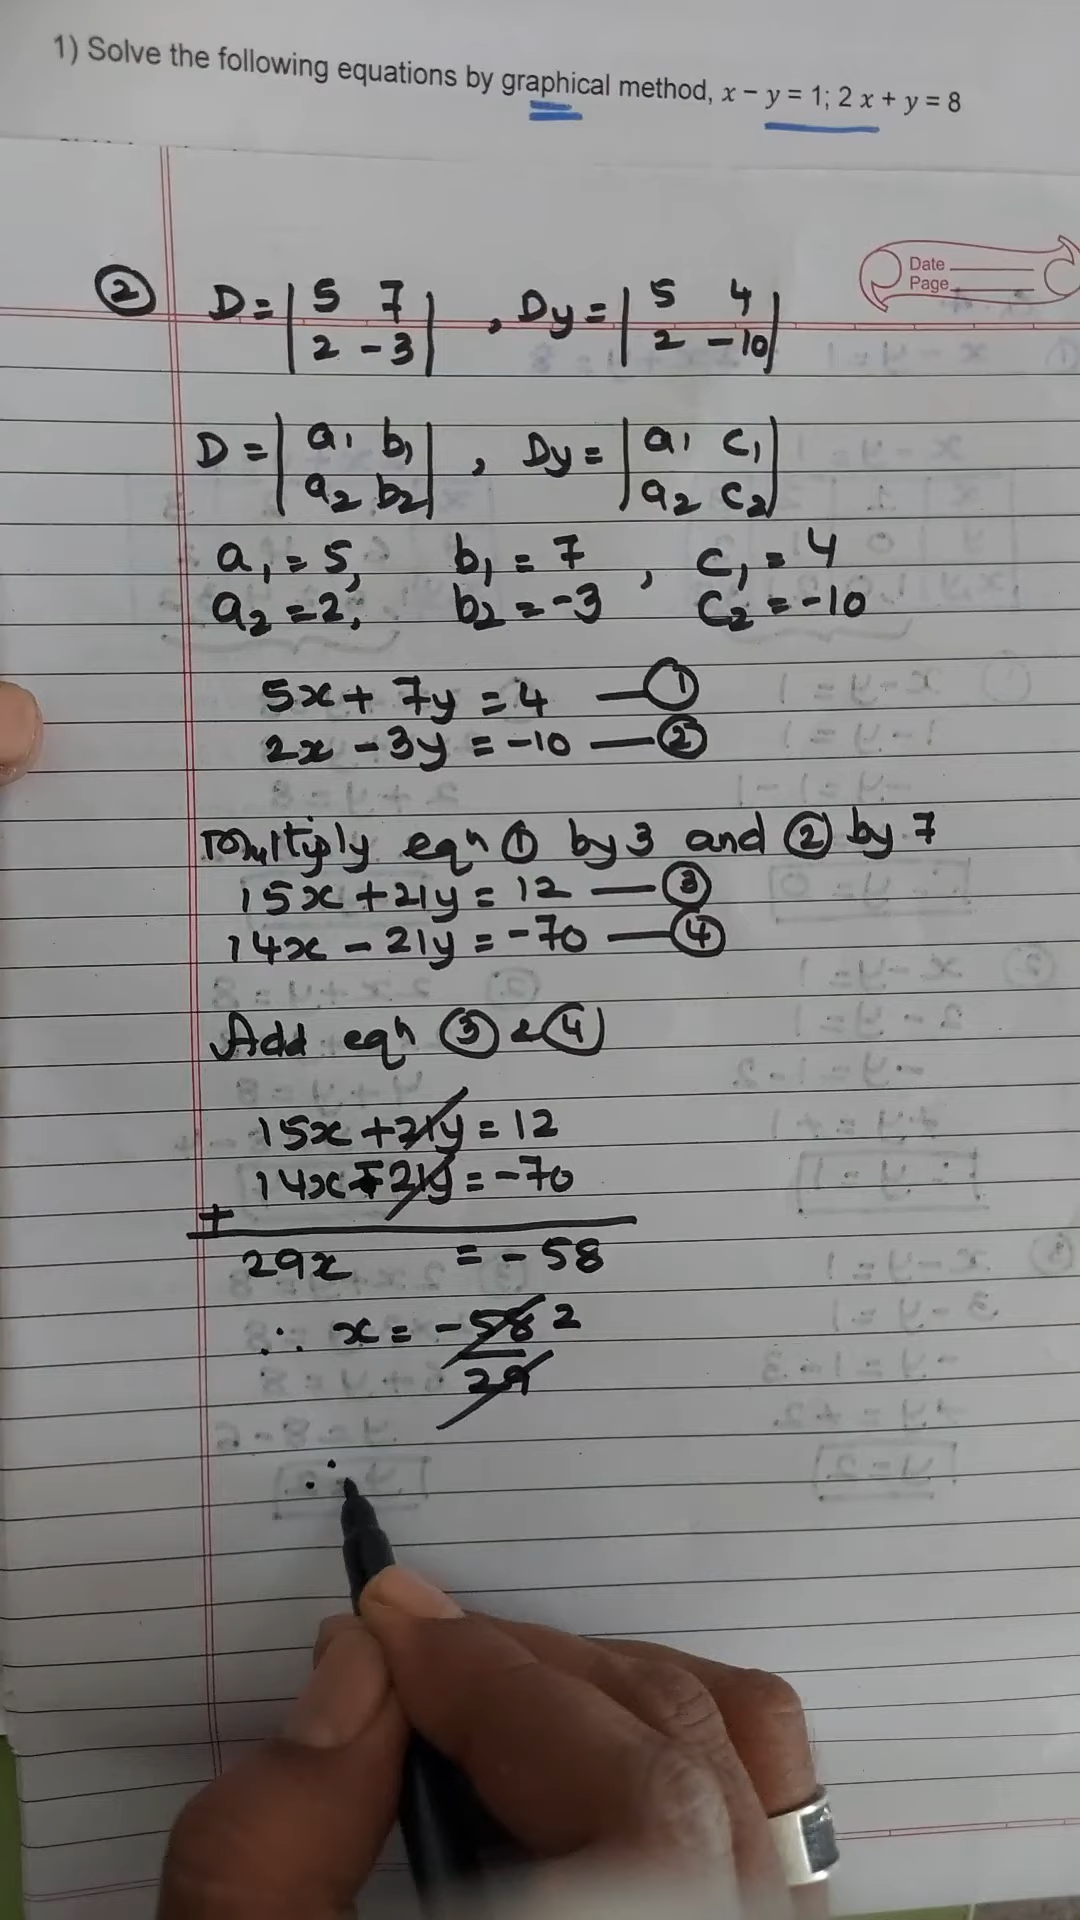 1) Solve the following equations by graphical method, x − y = 1; 2 x + y = 8
Date
Page
② D = | 5 7 | , Dy = | 5 4 |
| 2 -3 | | 2 -10 |
D = | a1 b1 | , Dy = | a1 c1 |
| a2 b2 | | a2 c2 |
a1 = 5, b1 = 7 , c1 = 4
a2 = 2, b2 = -3 c2 = -10
5x + 7y = 4 — ①
2x - 3y = -10 — ②
Multiply eqn ① by 3 and ② by 7
15x + 21y = 12 — ③
14x - 21y = -70 — ④
Add eqn ③ & ④
15x + 21y = 12
14x - 21y = -70
+
29x = -58
∴ x = -58 2
29
∴